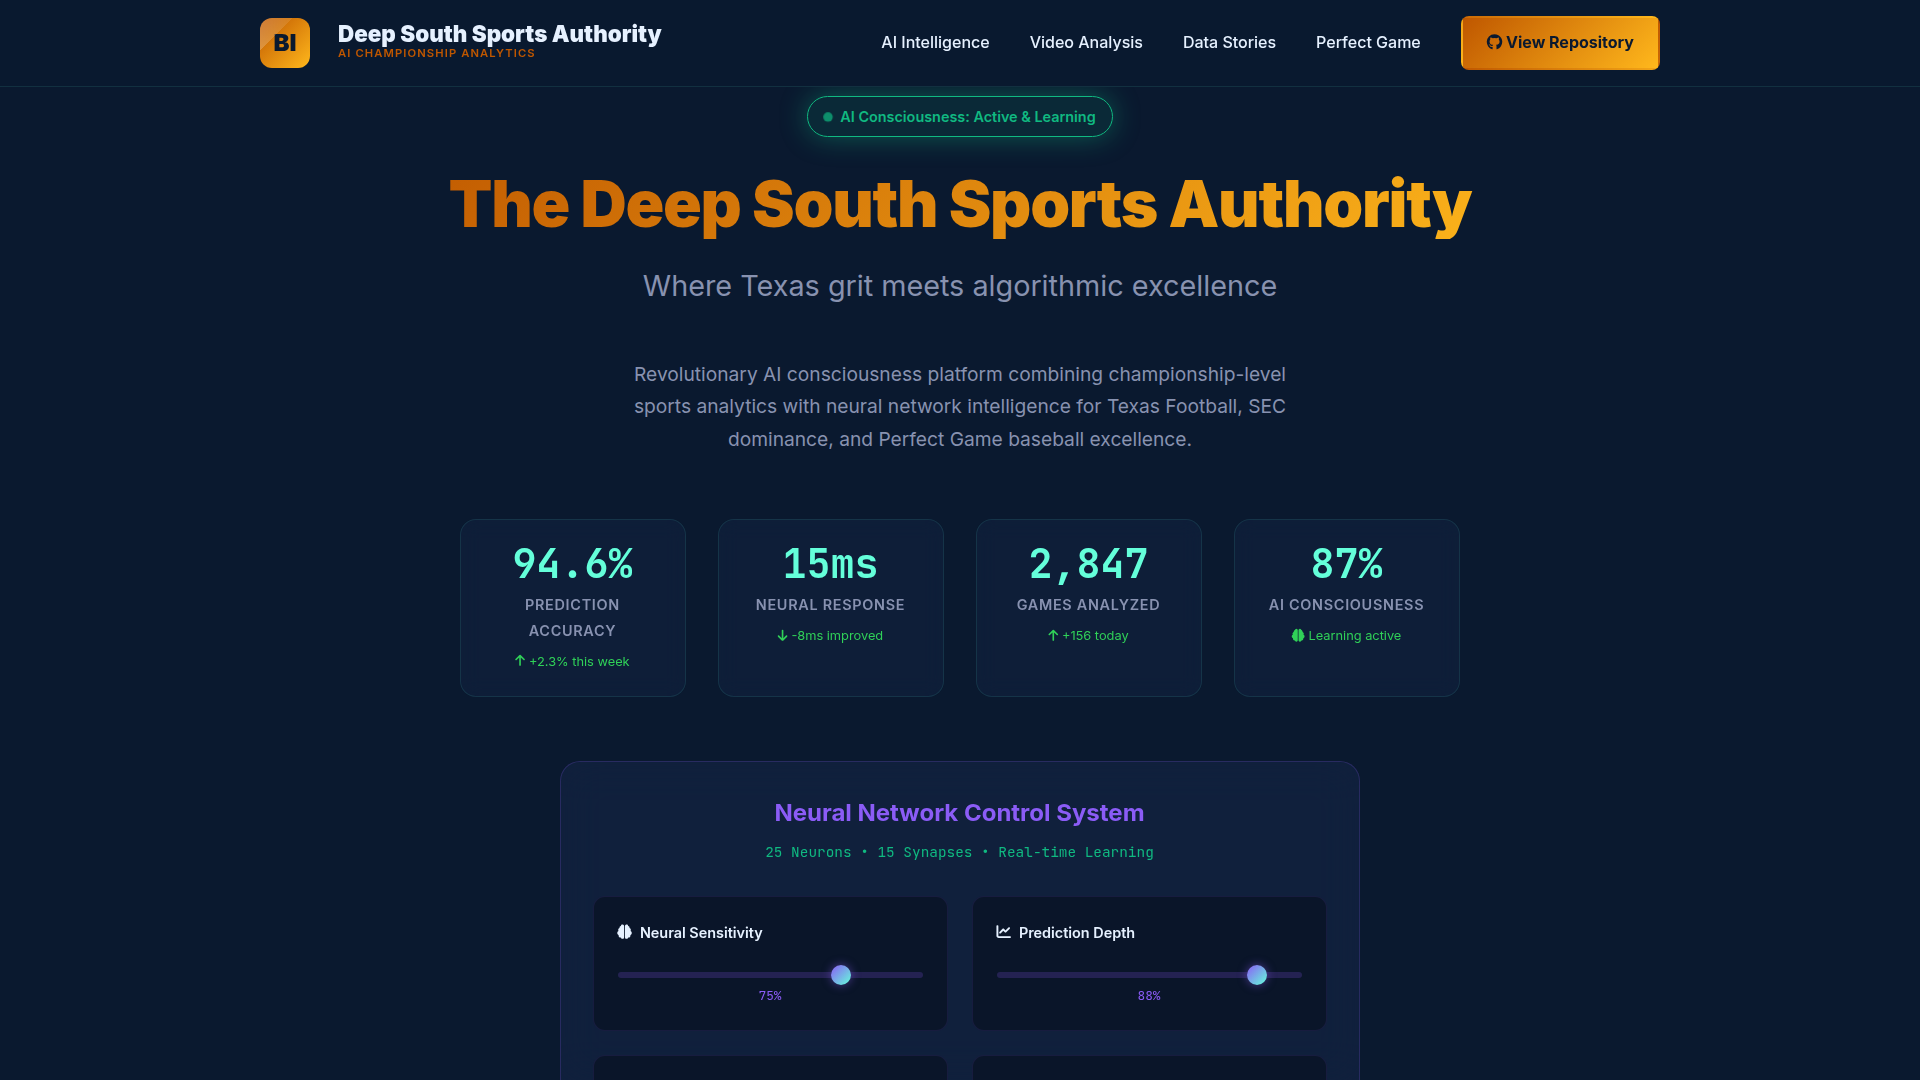 BI
Deep South Sports Authority
AI CHAMPIONSHIP ANALYTICS
AI Intelligence
Video Analysis
Data Stories
Perfect Game
View Repository
AI Consciousness: Active & Learning
The Deep South Sports Authority
Where Texas grit meets algorithmic excellence
Revolutionary AI consciousness platform combining championship-level
sports analytics with neural network intelligence for Texas Football, SEC
dominance, and Perfect Game baseball excellence.
94.6%
PREDICTION
ACCURACY
+2.3% this week
15ms
NEURAL RESPONSE
-8ms improved
2,847
GAMES ANALYZED
+156 today
87%
AI CONSCIOUSNESS
Learning active
Neural Network Control System
25 Neurons • 15 Synapses • Real-time Learning
Neural Sensitivity
75%
Prediction Depth
88%